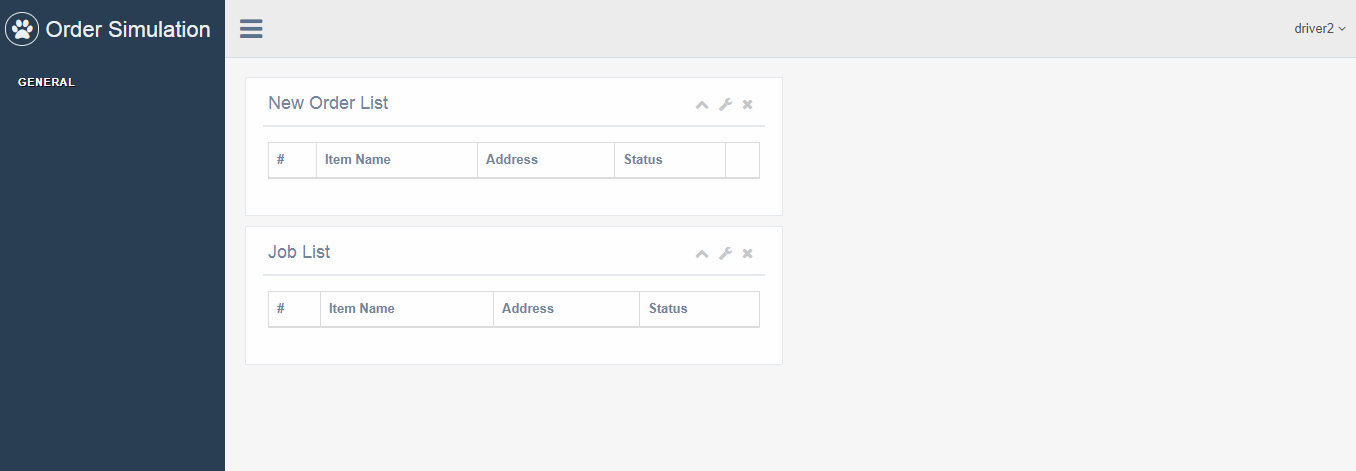 Order Simulation
driver2
GENERAL
New Order List
# Item Name Address Status
Job List
# Item Name Address Status